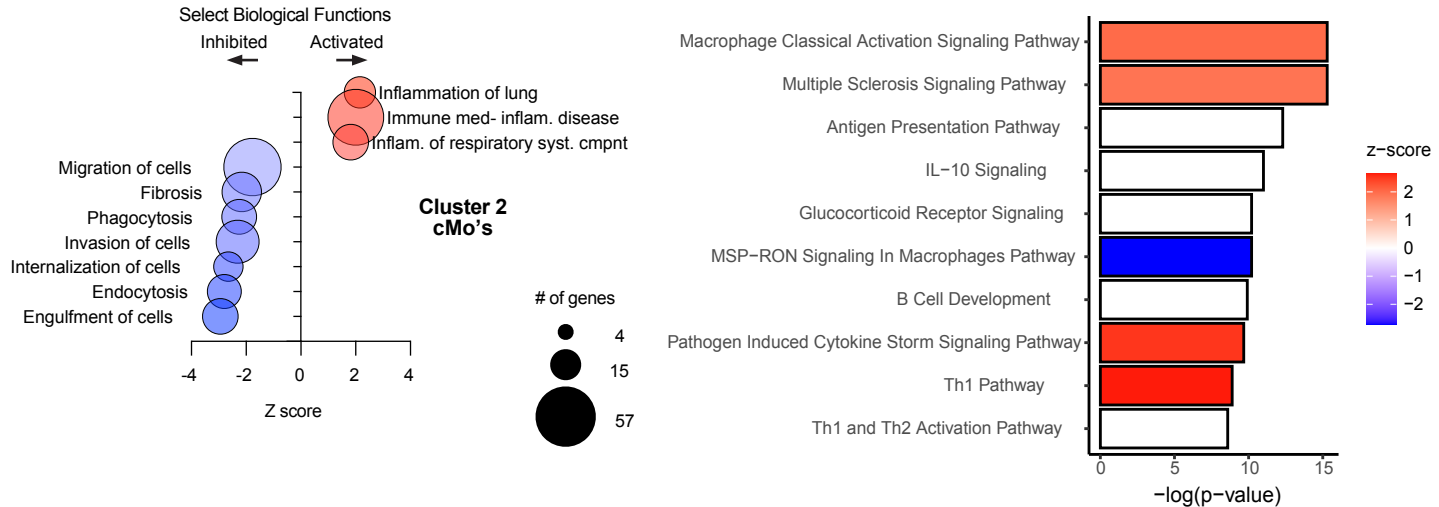 Select Biological Functions
Inhibited
Activated
Inflammation of lung
Immune med- inflam. disease
Inflam. of respiratory syst. cmpnt
Migration of cells
Fibrosis
Phagocytosis
Invasion of cells
Internalization of cells
Endocytosis
Engulfment of cells
-4 -2 0 2 4
Z score
Cluster 2
cMo's
# of genes
4
15
57
Macrophage Classical Activation Signaling Pathway
Multiple Sclerosis Signaling Pathway
Antigen Presentation Pathway
IL−10 Signaling
Glucocorticoid Receptor Signaling
MSP−RON Signaling In Macrophages Pathway
B Cell Development
Pathogen Induced Cytokine Storm Signaling Pathway
Th1 Pathway
Th1 and Th2 Activation Pathway
0 5 10 15
−log(p−value)
z−score
2
1
0
−1
−2